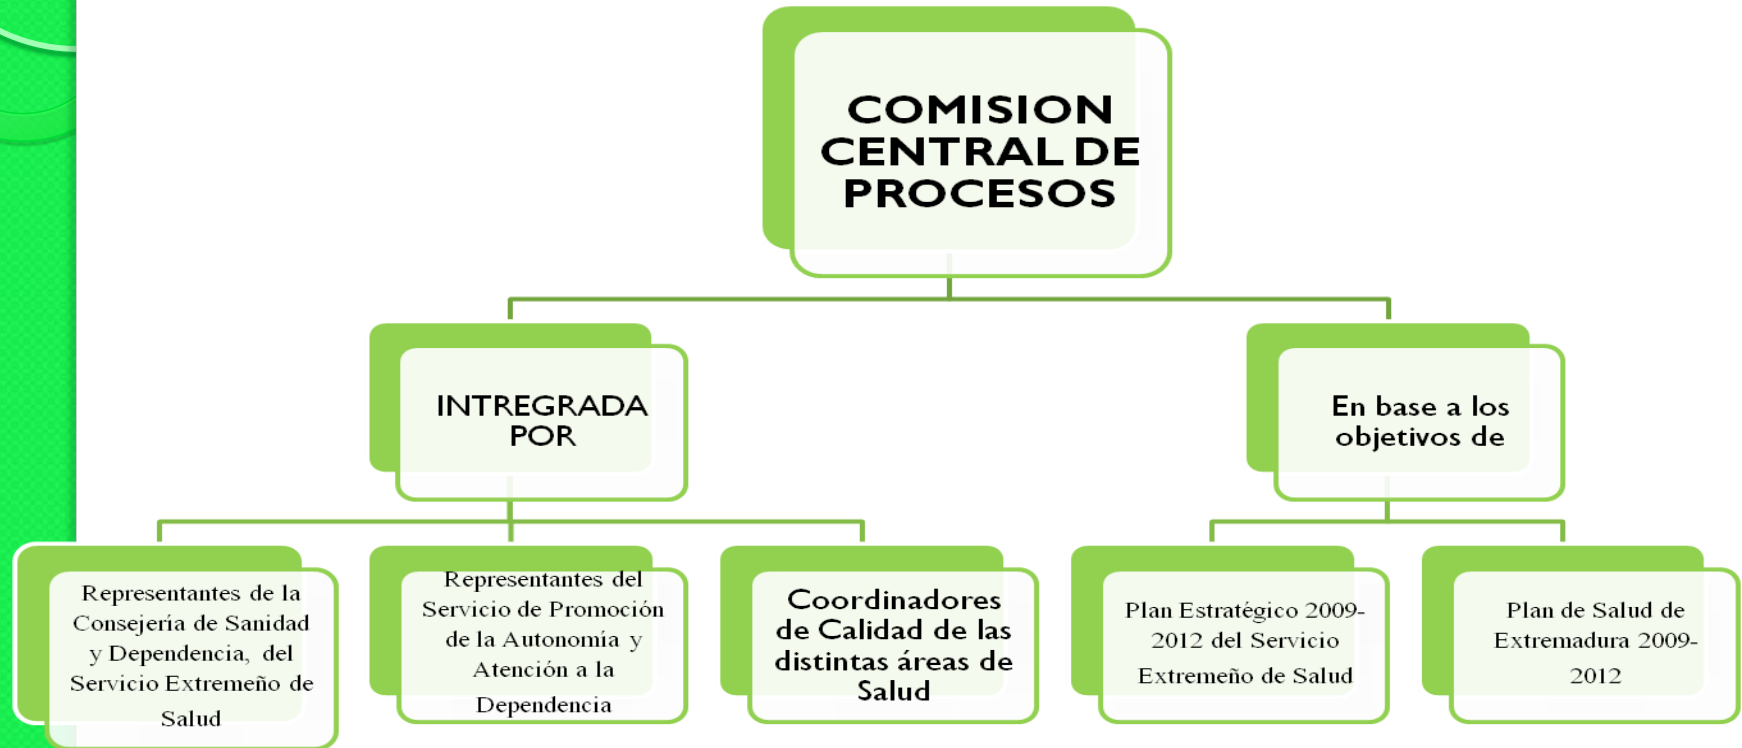 COMISION
CENTRAL DE
PROCESOS
INTREGRADA
POR
En base a los
objetivos de
Representantes de la
Consejería de Sanidad
y Dependencia, del
Servicio Extremeño de
Salud
Representantes del
Servicio de Promoción
de la Autonomía y
Atención a la
Dependencia
Coordinadores
de Calidad de las
distintas áreas de
Salud
Plan Estratégico 2009-
2012 del Servicio
Extremeño de Salud
Plan de Salud de
Extremadura 2009-
2012